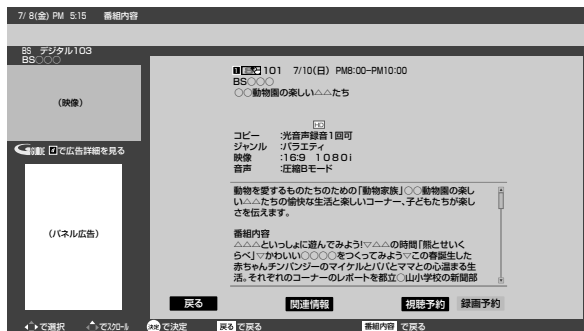 7/ 8(金) PM 5:15 番組内容
BS デジタル103
BS○○○
(映像)
で広告詳細を見る
(パネル広告)
101 7/10(日) PM8:00-PM10:00
BS○○○
○○動物園の楽しい△△たち
HD
コピー :光音声録音1回可
ジャンル :バラエティ
映像 :16:9 1080i
音声 :圧縮Bモード
動物を愛するものたちのための「動物家族」○○動物園の楽し
い△△たちの愉快な生活と楽しいコーナー、子どもたちが楽し
さを伝えます。
番組内容
△△△といっしょに遊んでみよう!▽△△の時間「熊とせいく
らべ」▽かわいい○○○○をつくってみよう▽この春誕生した
赤ちゃんチンパンジーのマイケルとパパとママとの心温まる生
活。それぞれのコーナーのレポートを都立○山小学校の新聞部
戻る 関連情報 視聴予約 録画予約
で選択 でスクロール 決定 で決定 戻る で戻る 番組内容 で戻る